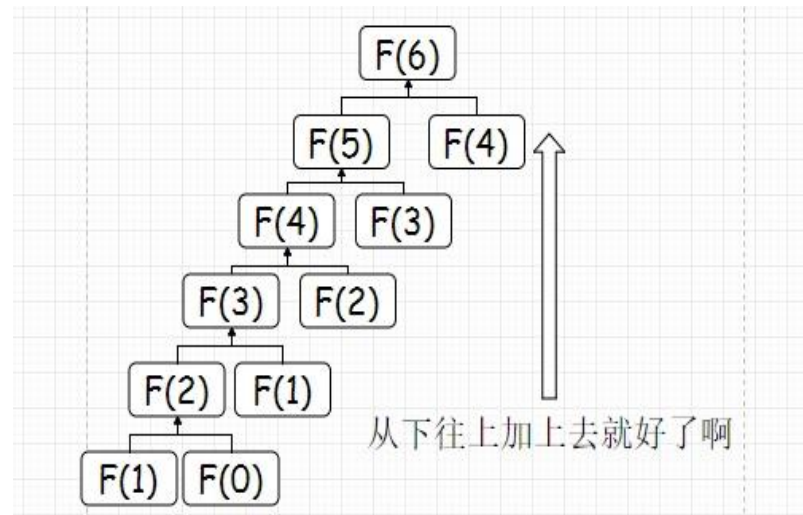 F(6)
F(5) F(4)
F(4) F(3)
F(3) F(2)
F(2) F(1)
从下往上加上去就好了啊
F(1) F(0)